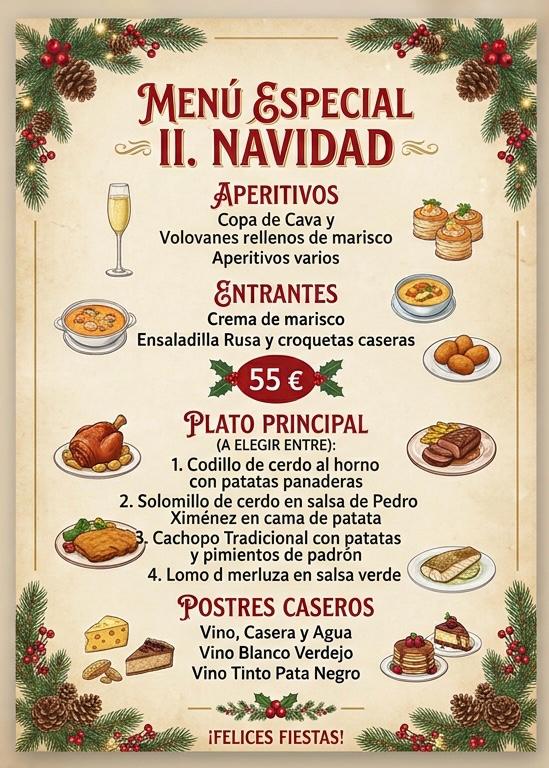 MENÚ ESPECIAL
II. NAVIDAD
APERITIVOS
Copa de Cava y
Volovanes rellenos de marisco
Aperitivos varios
ENTRANTES
Crema de marisco
Ensaladilla Rusa y croquetas caseras
55 €
PLATO PRINCIPAL
(A ELEGIR ENTRE):
1. Codillo de cerdo al horno
con patatas panaderas
2. Solomillo de cerdo en salsa de Pedro
Ximénez en cama de patata
3. Cachopo Tradicional con patatas
y pimientos de padrón
4. Lomo d merluza en salsa verde
POSTRES CASEROS
Vino, Casera y Agua
Vino Blanco Verdejo
Vino Tinto Pata Negro
¡FELICES FIESTAS!